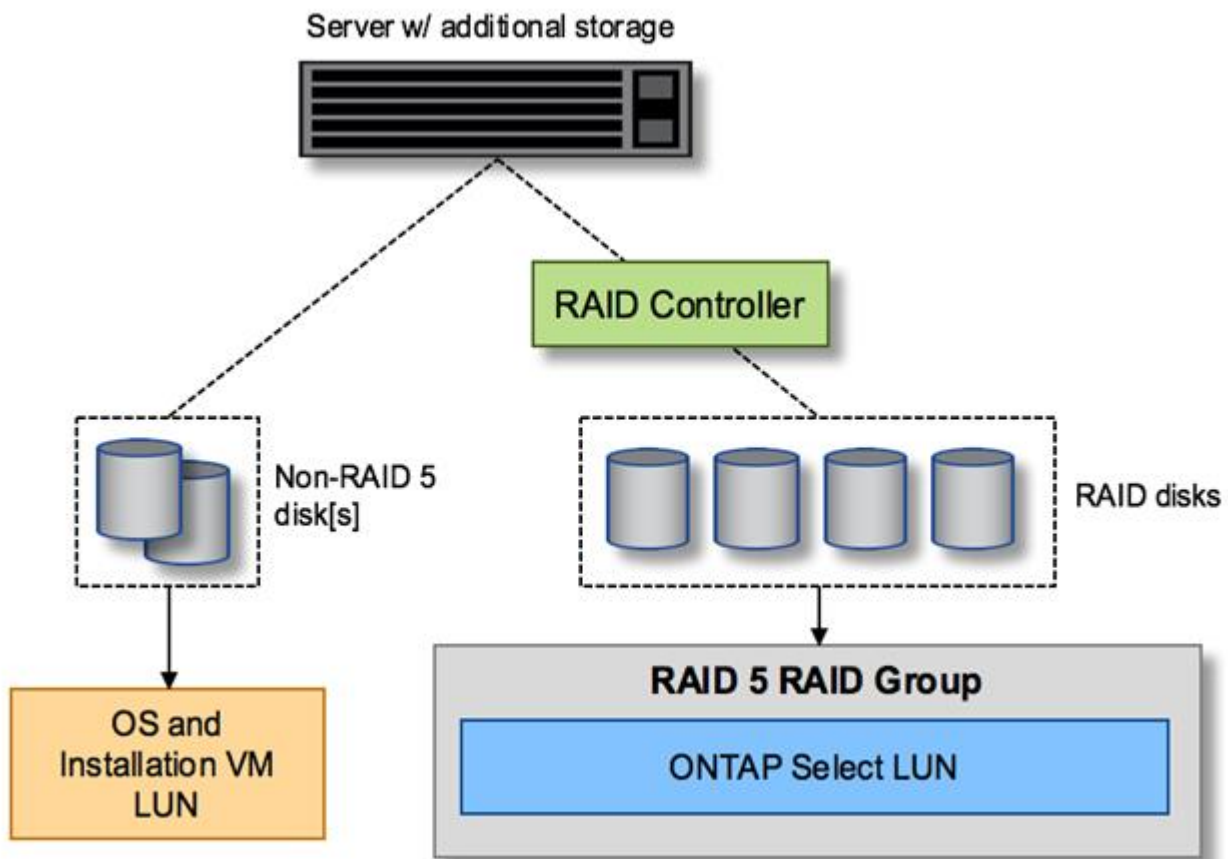 Server w/ additional storage
RAID Controller
Non-RAID 5
disk[s]
RAID disks
OS and
Installation VM
LUN
RAID 5 RAID Group
ONTAP Select LUN